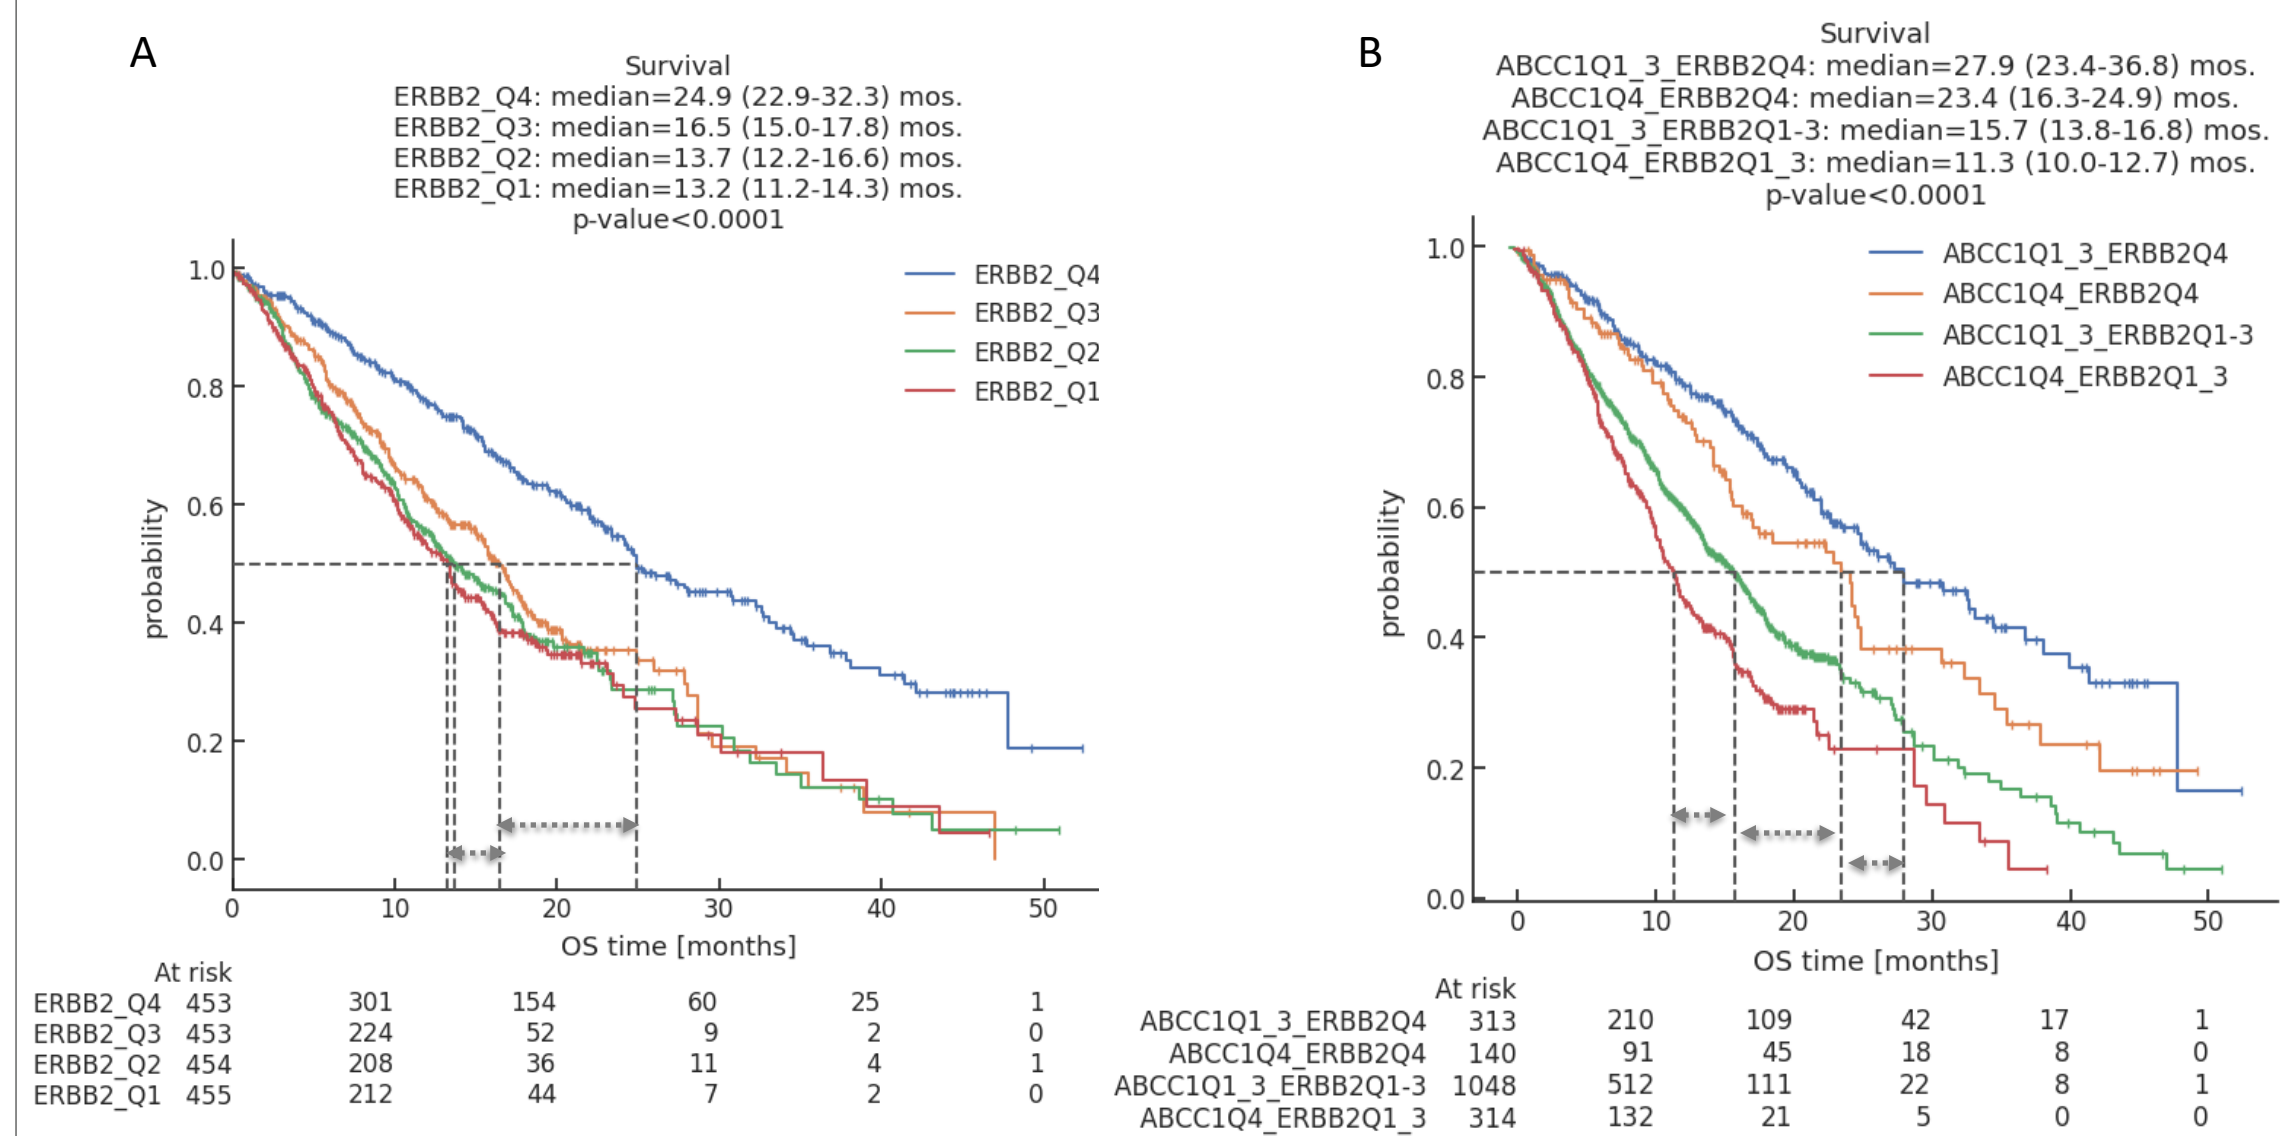 A
Survival
ERBB2_Q4: median=24.9 (22.9-32.3) mos.
ERBB2_Q3: median=16.5 (15.0-17.8) mos.
ERBB2_Q2: median=13.7 (12.2-16.6) mos.
ERBB2_Q1: median=13.2 (11.2-14.3) mos.
p-value<0.0001
ERBB2_Q4
ERBB2_Q3
ERBB2_Q2
ERBB2_Q1
probability
1.0
0.8
0.6
0.4
0.2
0.0
0 10 20 30 40 50
OS time [months]
At risk
ERBB2_Q4 453 301 154 60 25 1
ERBB2_Q3 453 224 52 9 2 0
ERBB2_Q2 454 208 36 11 4 1
ERBB2_Q1 455 212 44 7 2 0
B
Survival
ABCC1Q1_3_ERBB2Q4: median=27.9 (23.4-36.8) mos.
ABCC1Q4_ERBB2Q4: median=23.4 (16.3-24.9) mos.
ABCC1Q1_3_ERBB2Q1-3: median=15.7 (13.8-16.8) mos.
ABCC1Q4_ERBB2Q1_3: median=11.3 (10.0-12.7) mos.
p-value<0.0001
ABCC1Q1_3_ERBB2Q4
ABCC1Q4_ERBB2Q4
ABCC1Q1_3_ERBB2Q1-3
ABCC1Q4_ERBB2Q1_3
probability
1.0
0.8
0.6
0.4
0.2
0.0
0 10 20 30 40 50
OS time [months]
At risk
ABCC1Q1_3_ERBB2Q4 313 210 109 42 17 1
ABCC1Q4_ERBB2Q4 140 91 45 18 8 0
ABCC1Q1_3_ERBB2Q1-3 1048 512 111 22 8 1
ABCC1Q4_ERBB2Q1_3 314 132 21 5 0 0